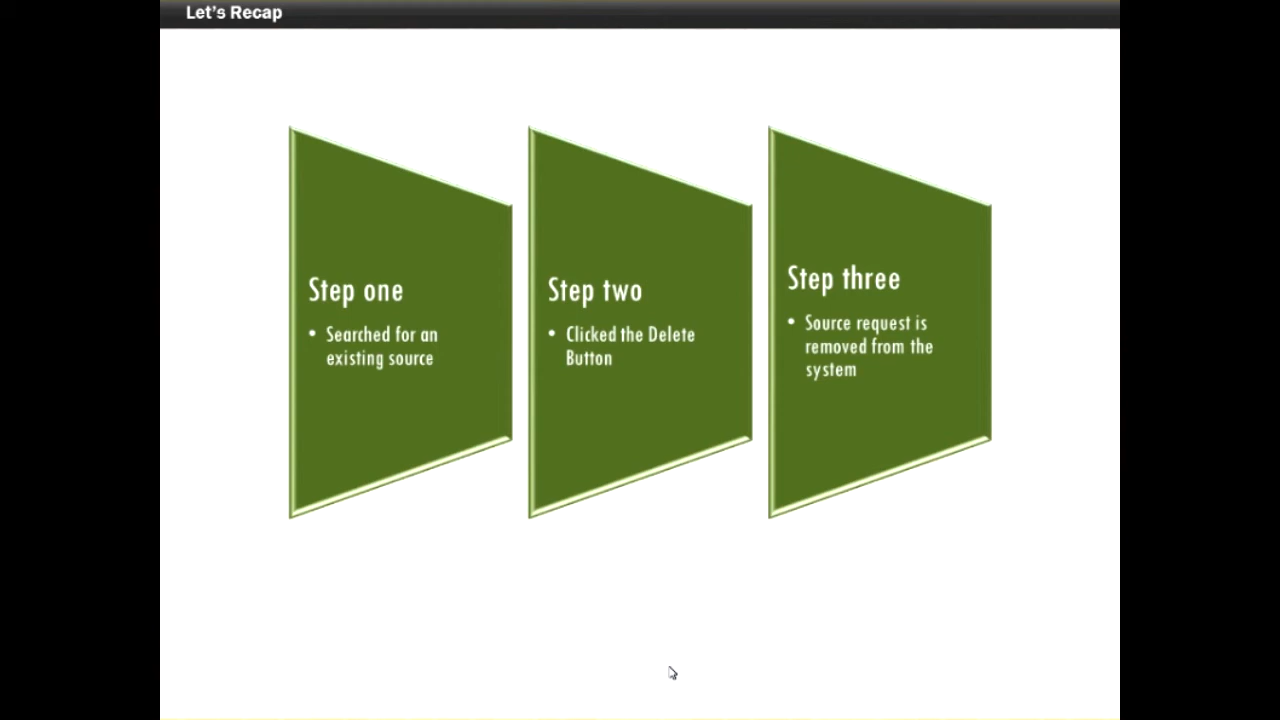 Let's Recap
Step one
• Searched for an
existing source
Step two
• Clicked the Delete
Button
Step three
• Source request is
removed from the
system